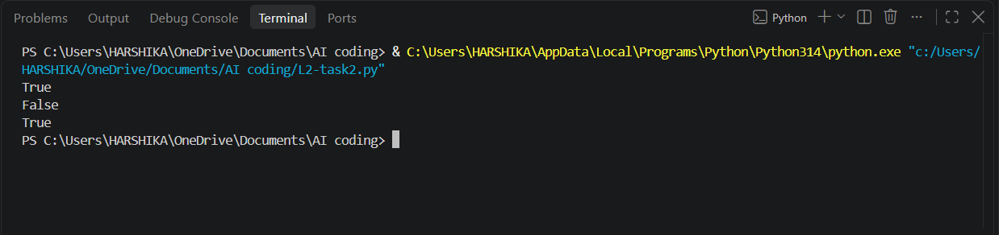 Problems Output Debug Console Terminal Ports Python
PS C:\Users\HARSHIKA\OneDrive\Documents\AI coding> & C:\Users\HARSHIKA\AppData\Local\Programs\Python\Python314\python.exe "c:/Users/
HARSHIKA/OneDrive/Documents/AI coding/L2-task2.py"
True
False
True
PS C:\Users\HARSHIKA\OneDrive\Documents\AI coding>